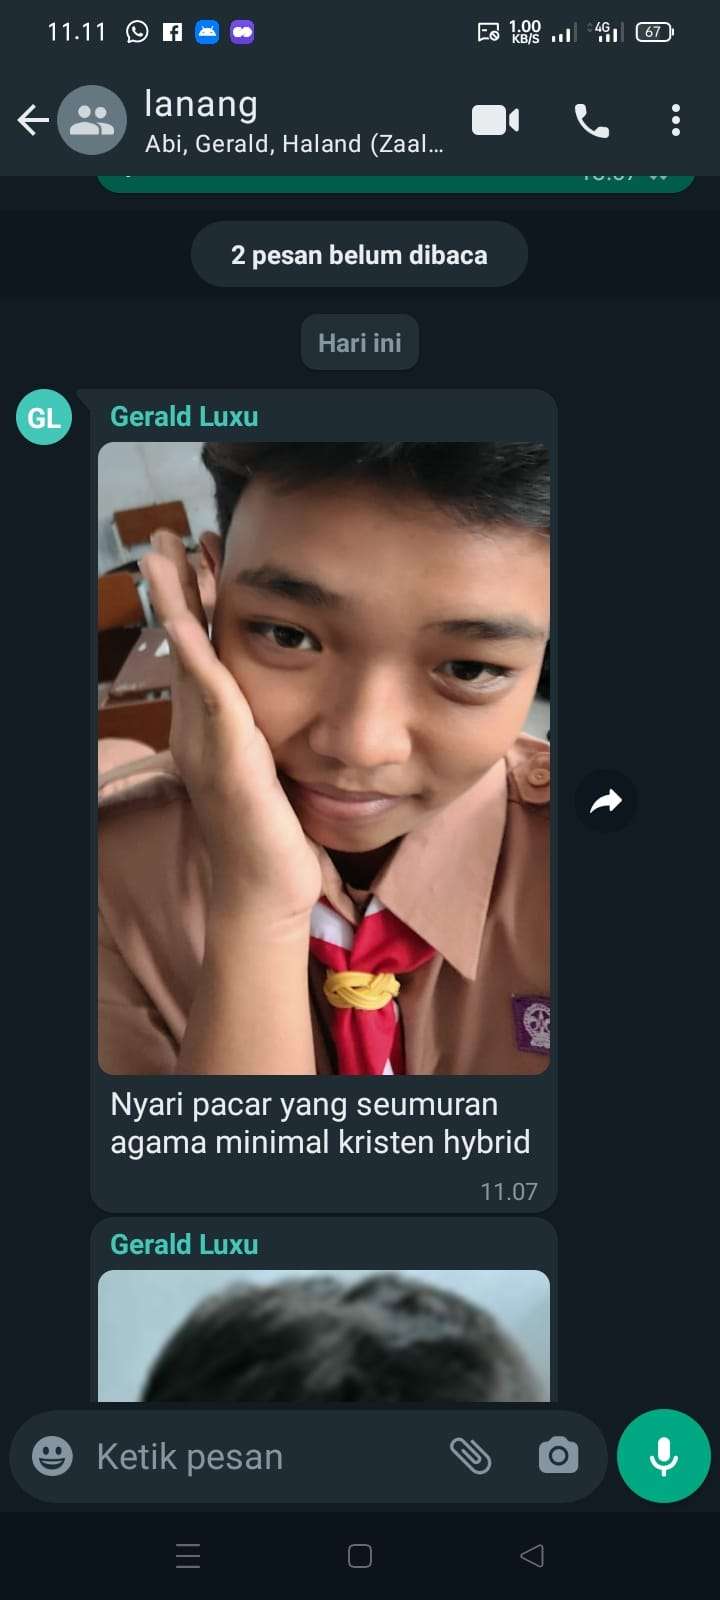 11.11
1.00
KB/S
4G
67
lanang
Abi, Gerald, Haland (Zaal...
2 pesan belum dibaca
Hari ini
GL
Gerald Luxu
Nyari pacar yang seumuran
agama minimal kristen hybrid
11.07
Gerald Luxu
Ketik pesan